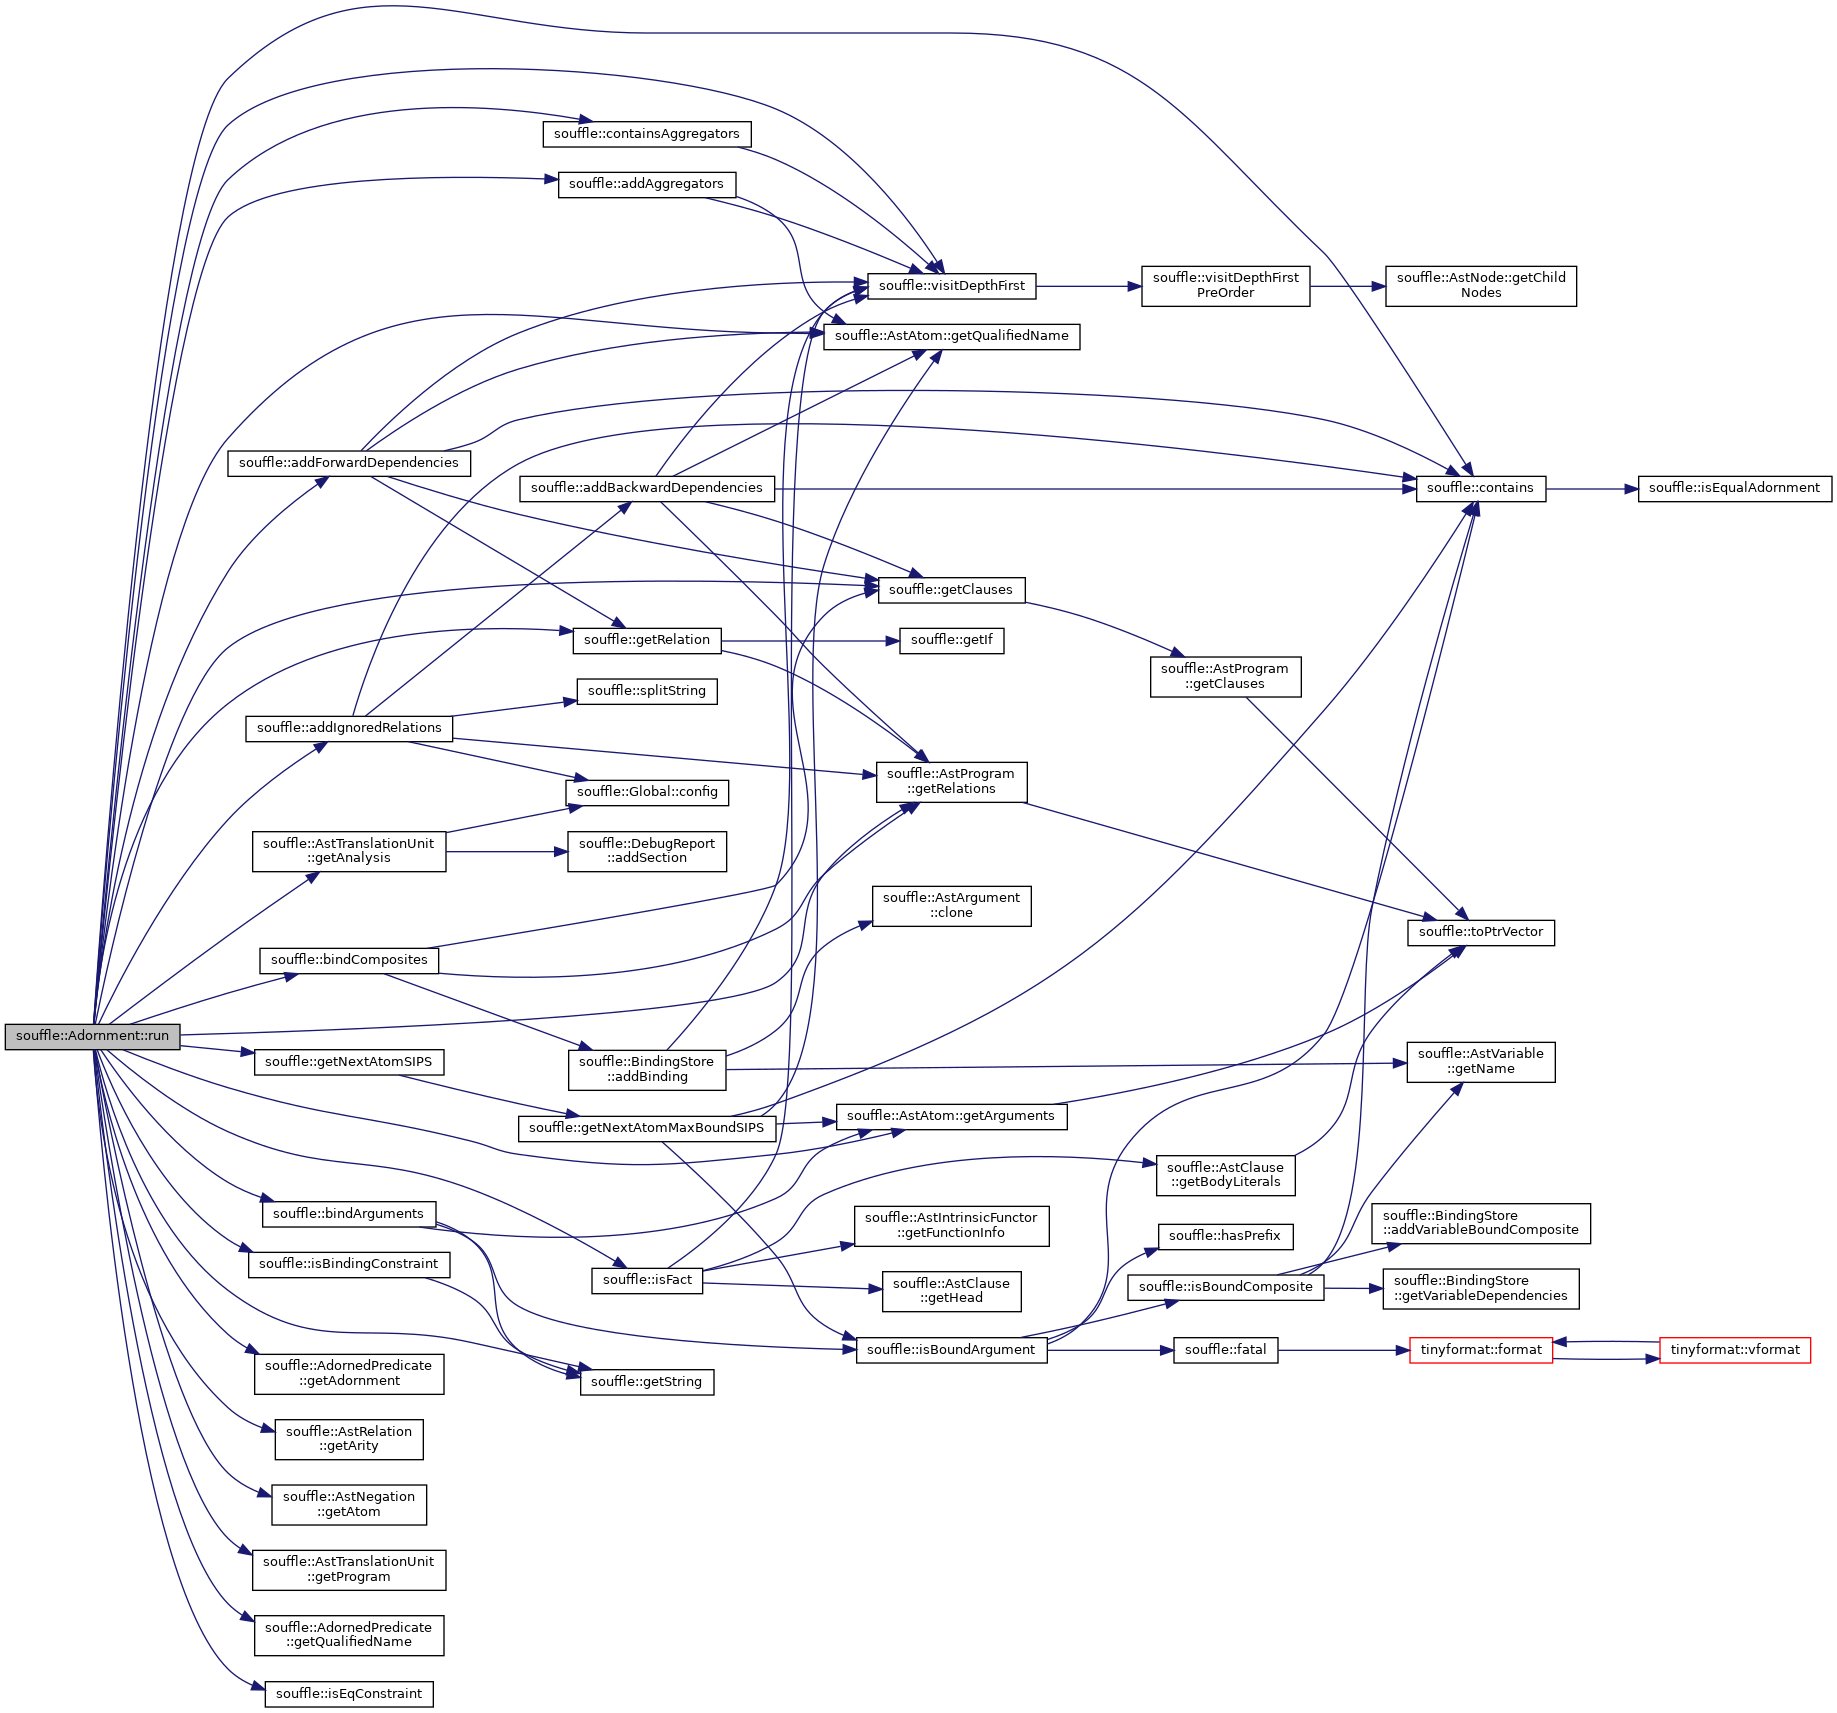 souffle::containsAggregators
souffle::addAggregators
souffle::visitDepthFirst
souffle::visitDepthFirst
PreOrder
souffle::AstNode::getChild
Nodes
souffle::AstAtom::getQualifiedName
souffle::addForwardDependencies
souffle::addBackwardDependencies
souffle::contains
souffle::isEqualAdornment
souffle::getClauses
souffle::getRelation
souffle::getIf
souffle::AstProgram
::getClauses
souffle::splitString
souffle::addIgnoredRelations
souffle::AstProgram
::getRelations
souffle::Global::config
souffle::AstTranslationUnit
::getAnalysis
souffle::DebugReport
::addSection
souffle::AstArgument
::clone
souffle::toPtrVector
souffle::bindComposites
souffle::Adornment::run
souffle::getNextAtomSIPS
souffle::BindingStore
::addBinding
souffle::AstVariable
::getName
souffle::getNextAtomMaxBoundSIPS
souffle::AstAtom::getArguments
souffle::AstClause
::getBodyLiterals
souffle::bindArguments
souffle::AstIntrinsicFunctor
::getFunctionInfo
souffle::hasPrefix
souffle::BindingStore
::addVariableBoundComposite
souffle::isBindingConstraint
souffle::isFact
souffle::AstClause
::getHead
souffle::isBoundComposite
souffle::BindingStore
::getVariableDependencies
souffle::isBoundArgument
souffle::fatal
tinyformat::format
tinyformat::vformat
souffle::AdornedPredicate
::getAdornment
souffle::getString
souffle::AstRelation
::getArity
souffle::AstNegation
::getAtom
souffle::AstTranslationUnit
::getProgram
souffle::AdornedPredicate
::getQualifiedName
souffle::isEqConstraint